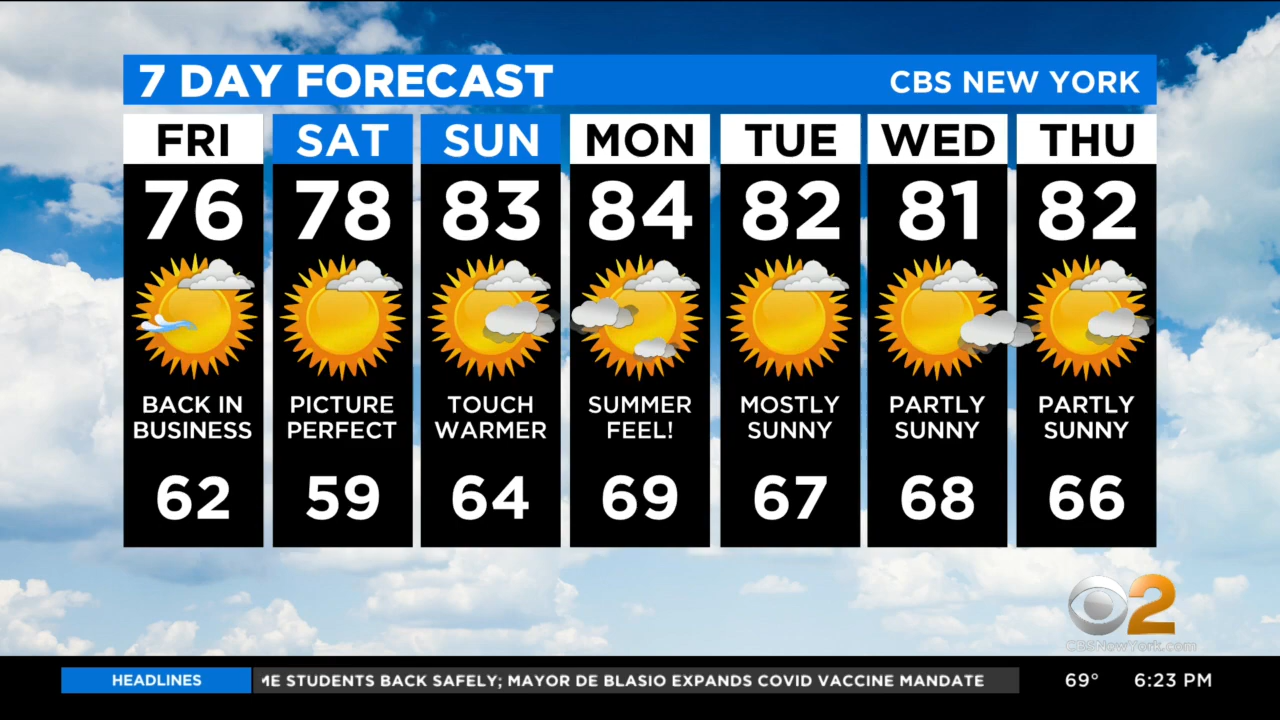 7 DAY FORECAST
CBS NEW YORK
FRI SAT SUN MON TUE WED THU
76 78 83 84 82 81 82
BACK IN BUSINESS
PICTURE PERFECT
TOUCH WARMER
SUMMER FEEL!
MOSTLY SUNNY
PARTLY SUNNY
PARTLY SUNNY
62 59 64 69 67 68 66
2
CBSNewYork.com
HEADLINES
STUDENTS BACK SAFELY; MAYOR DE BLASIO EXPANDS COVID VACCINE MANDATE
69° 6:23 PM